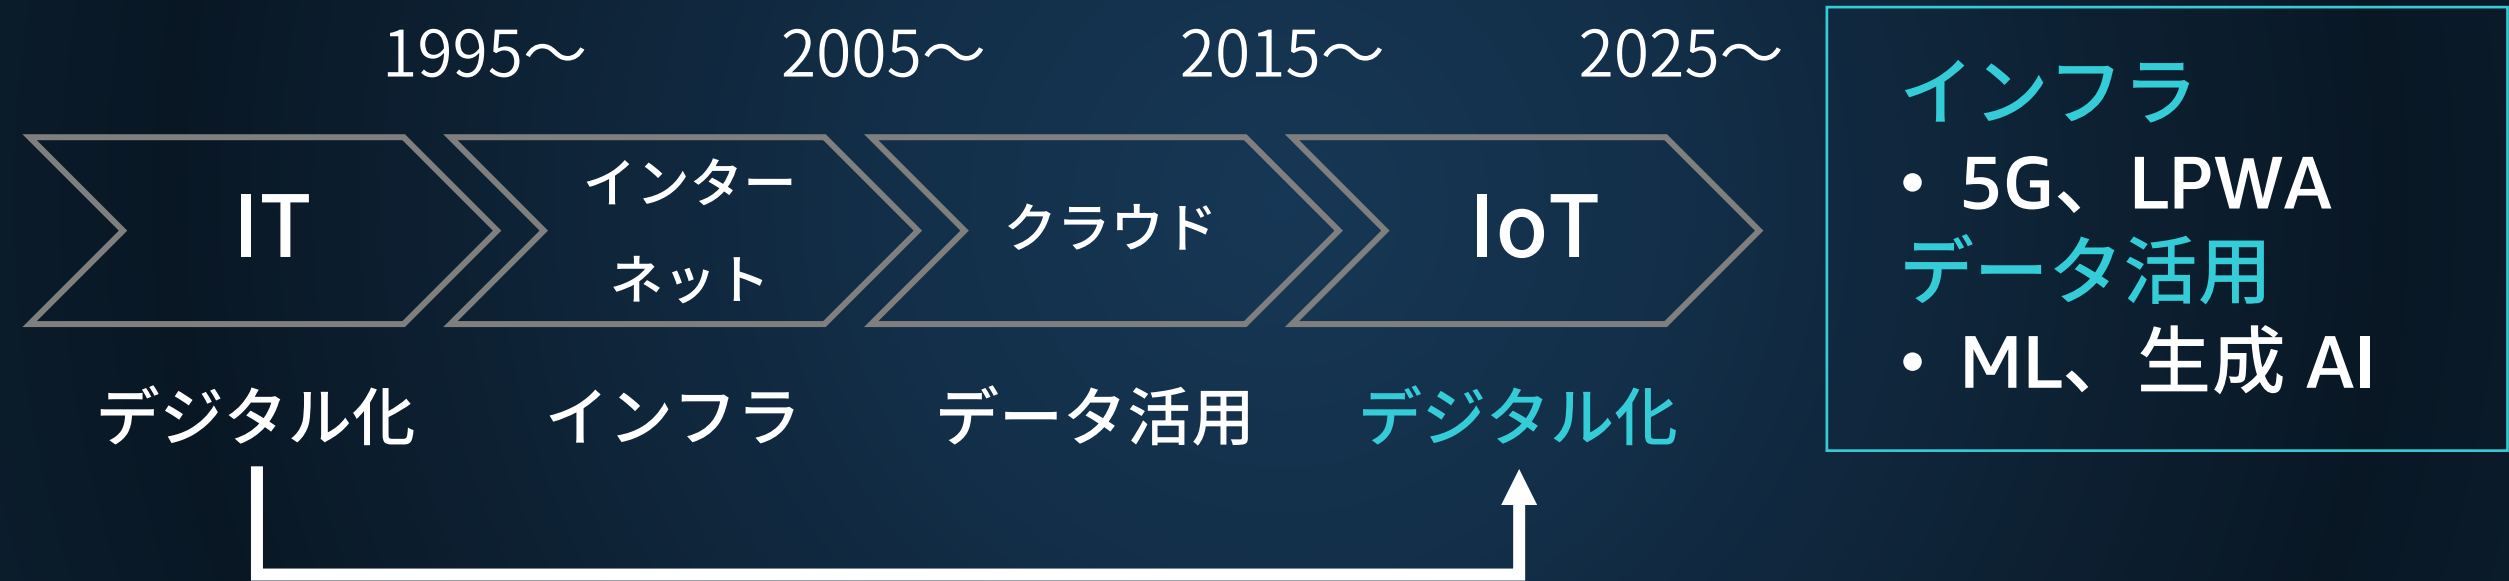 1995～
2005～
2015～
2025～
IT
インター
ネット
クラウド
IoT
デジタル化
インフラ
データ活用
デジタル化
インフラ
• 5G、LPWA
データ活用
• ML、生成 AI